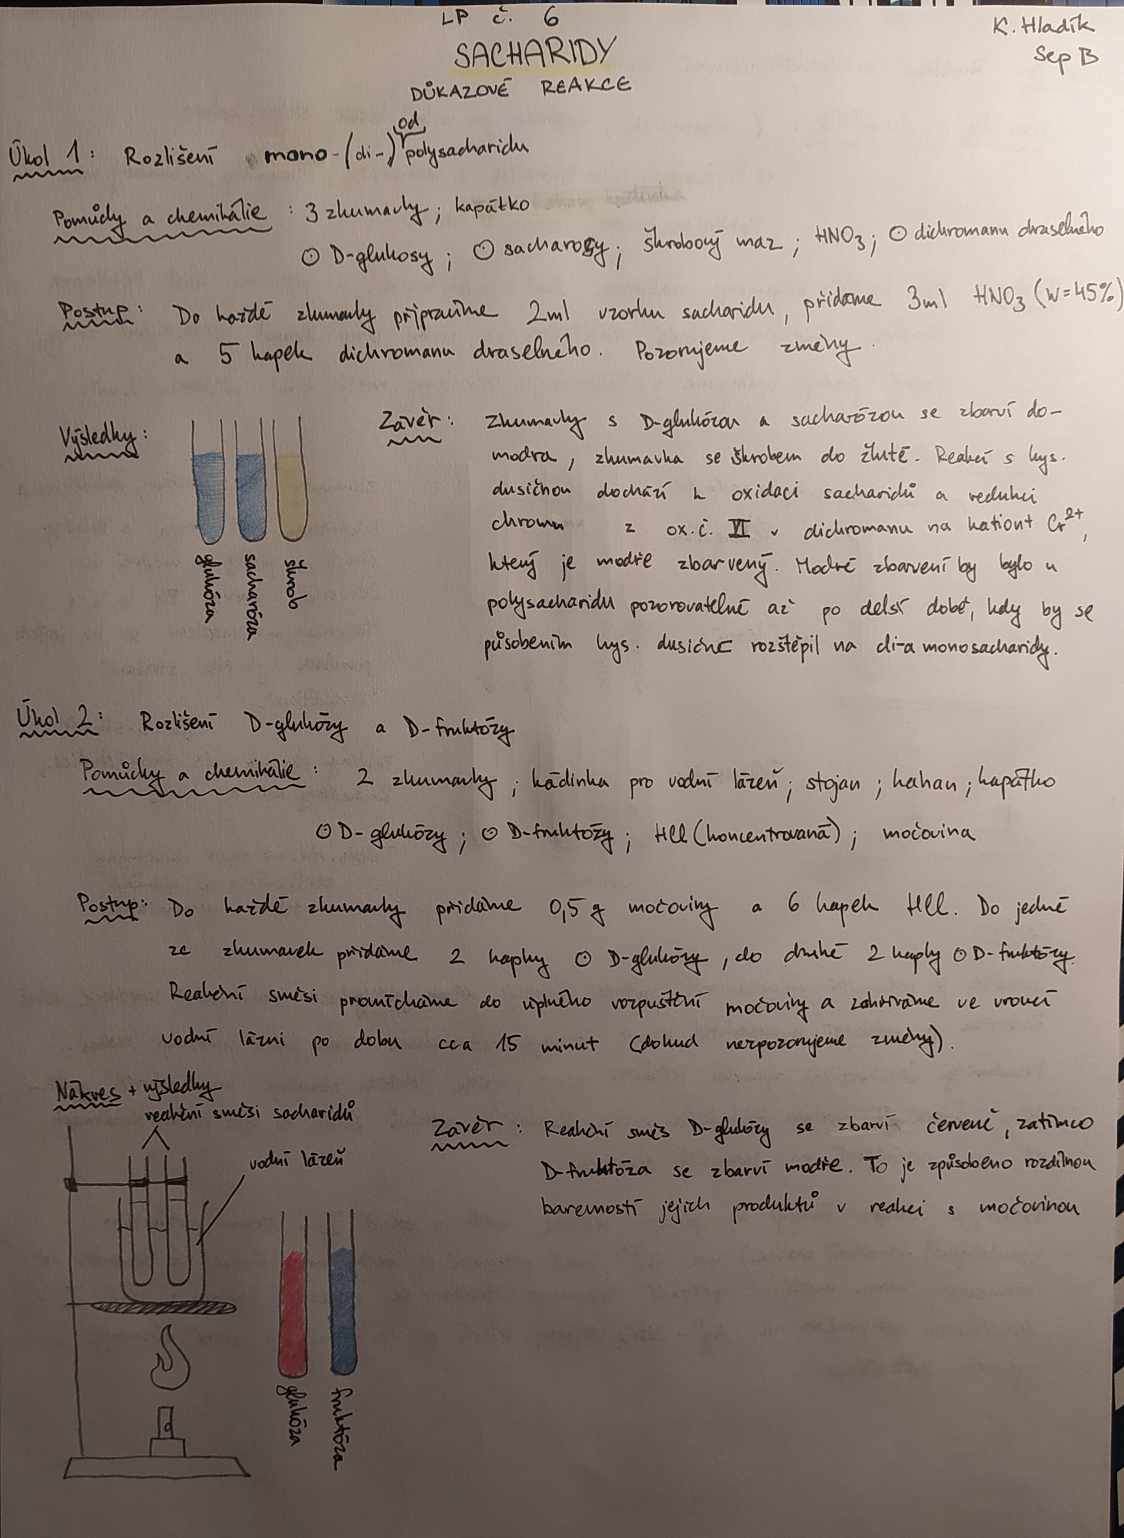 LP č. 6
K. Hladík
Sep B
SACHARIDY
DŮKAZOVÉ REAKCE
Úkol 1: Rozlišení mono-(di-) od polysacharidu
Pomůcky a chemikálie: 3 zkumavky; kapátko
⊙ D-glukosy; ⊙ sacharosy; škrobový maz; HNO3; ⊙ dichromanu draselného
Postup: Do každé zkumavky připravíme 2ml vzorku sacharidu, přidáme 3ml HNO3 (w=45%)
a 5 kapek dichromanu draselného. Pozorujeme změny.
Výsledky:
glukóza
sacharóza
škrob
Závěr: Zkumavky s D-glukózou a sacharózou se zbarví do-
modra, zkumavka se škrobem do žluté. Reakcí s kys.
dusičnou dochází k oxidaci sacharidů a redukci
chromu z ox.č. VI v dichromanu na kationt Cr2+,
který je modře zbarvený. Modré zbarvení by bylo u
polysacharidu pozorovatelné až po delší době, kdy by se
působením kys. dusičné rozštěpil na di-a monosacharidy.
Úkol 2: Rozlišení D-glukózy a D-fruktózy
Pomůcky a chemikálie: 2 zkumavky; kádinka pro vodní lázeň; stojan; kahan; kapátko
⊙ D-glukózy; ⊙ D-fruktózy; HCl (koncentrovaná); močovina
Postup: Do každé zkumavky přidáme 0,5 g močoviny a 6 kapek HCl. Do jedné
ze zkumavek přidáme 2 kapky ⊙ D-glukózy, do druhé 2 kapky ⊙ D-fruktózy.
Reakční směsi promícháme do úplného rozpuštění močoviny a zahříváme ve vroucí
vodní lázni po dobu cca 15 minut (dokud nezpozorujeme změny).
Nákres + výsledky
reakční směsi sacharidů
vodní lázeň
glukóza
fruktóza
Závěr: Reakční směs D-glukózy se zbarví červeně, zatímco
D-fruktóza se zbarví modře. To je způsobeno rozdílnou
barevností jejich produktů v reakci s močovinou